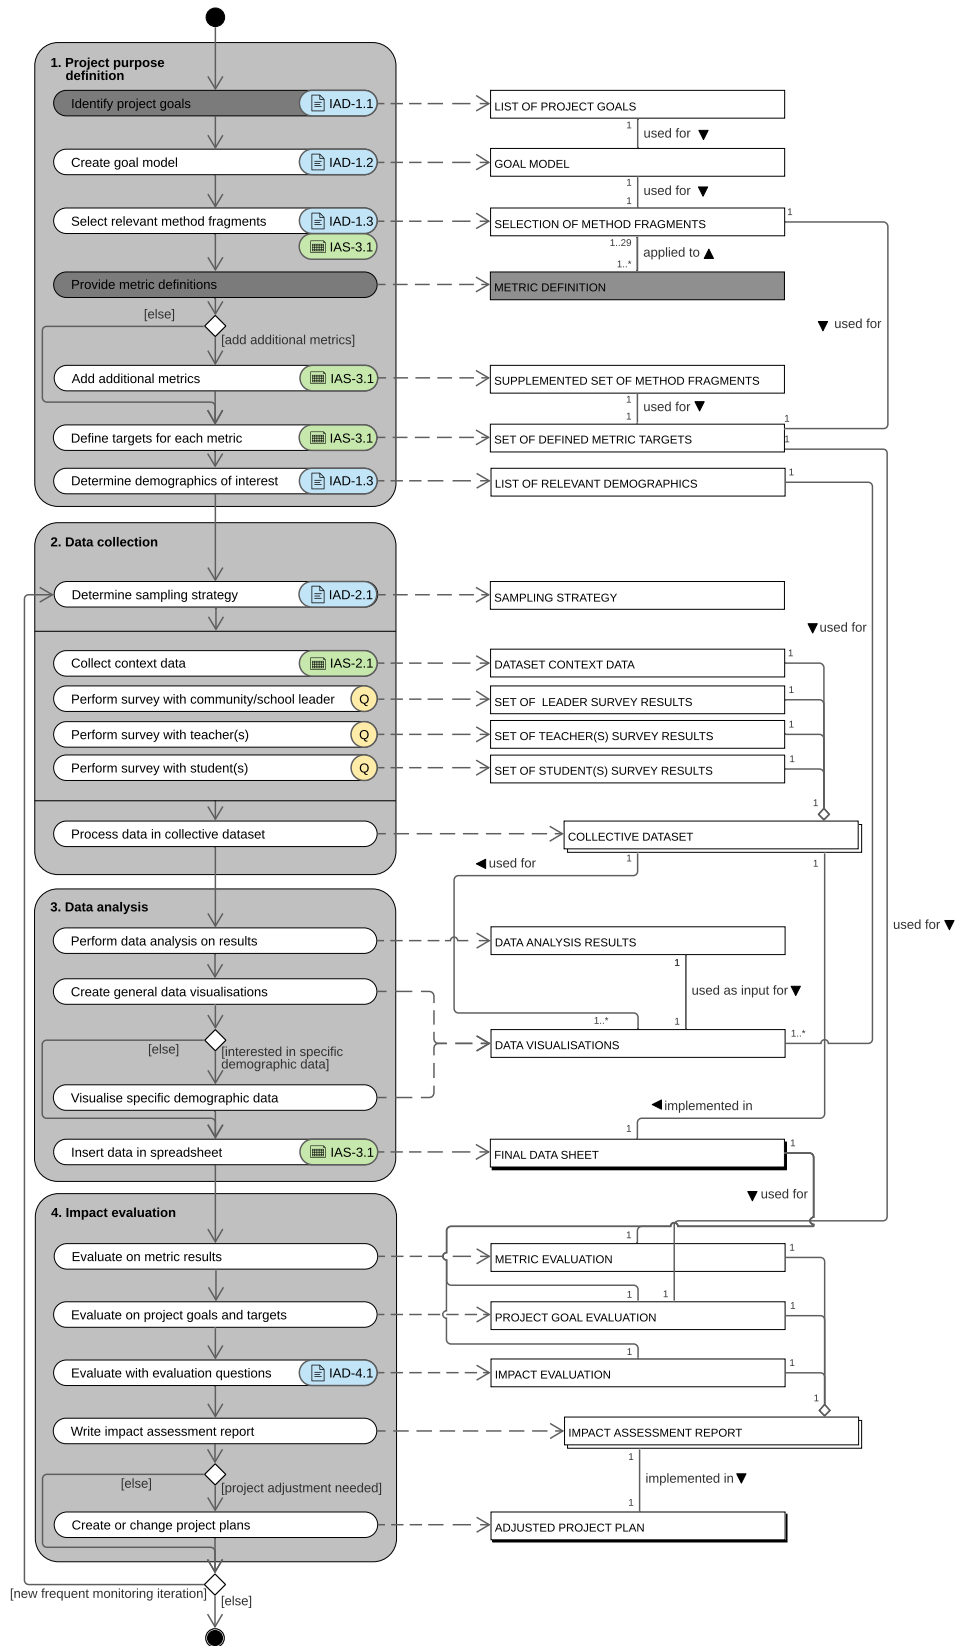 1. Project purpose
definition
Identify project goals
IAD-1.1
LIST OF PROJECT GOALS
1
used for ▼
Create goal model
IAD-1.2
GOAL MODEL
1
used for ▼
1
Select relevant method fragments
IAD-1.3
SELECTION OF METHOD FRAGMENTS
1
IAS-3.1
1..29
applied to ▲
1..*
Provide metric definitions
METRIC DEFINITION
[else]
[add additional metrics]
▼ used for
Add additional metrics
IAS-3.1
SUPPLEMENTED SET OF METHOD FRAGMENTS
1
used for ▼
1
1
Define targets for each metric
IAS-3.1
SET OF DEFINED METRIC TARGETS
1
Determine demographics of interest
IAD-1.3
LIST OF RELEVANT DEMOGRAPHICS
1
2. Data collection
Determine sampling strategy
IAD-2.1
SAMPLING STRATEGY
▼ used for
Collect context data
IAS-2.1
DATASET CONTEXT DATA
1
Perform survey with community/school leader
Q
SET OF LEADER SURVEY RESULTS
1
Perform survey with teacher(s)
Q
SET OF TEACHER(S) SURVEY RESULTS
1
Perform survey with student(s)
Q
SET OF STUDENT(S) SURVEY RESULTS
1
1
Process data in collective dataset
COLLECTIVE DATASET
◀ used for
1
1
3. Data analysis
used for ▼
Perform data analysis on results
DATA ANALYSIS RESULTS
1
Create general data visualisations
used as input for ▼
1..*
1
1..*
[else]
[interested in specific
demographic data]
DATA VISUALISATIONS
Visualise specific demographic data
◀ implemented in
1
Insert data in spreadsheet
IAS-3.1
FINAL DATA SHEET
1
▼ used for
4. Impact evaluation
1
Evaluate on metric results
METRIC EVALUATION
1
1
1
Evaluate on project goals and targets
PROJECT GOAL EVALUATION
1
1
Evaluate with evaluation questions
IAD-4.1
IMPACT EVALUATION
1
1
Write impact assessment report
IMPACT ASSESSMENT REPORT
1
implemented in ▼
[else]
[project adjustment needed]
1
Create or change project plans
ADJUSTED PROJECT PLAN
[new frequent monitoring iteration]
[else]